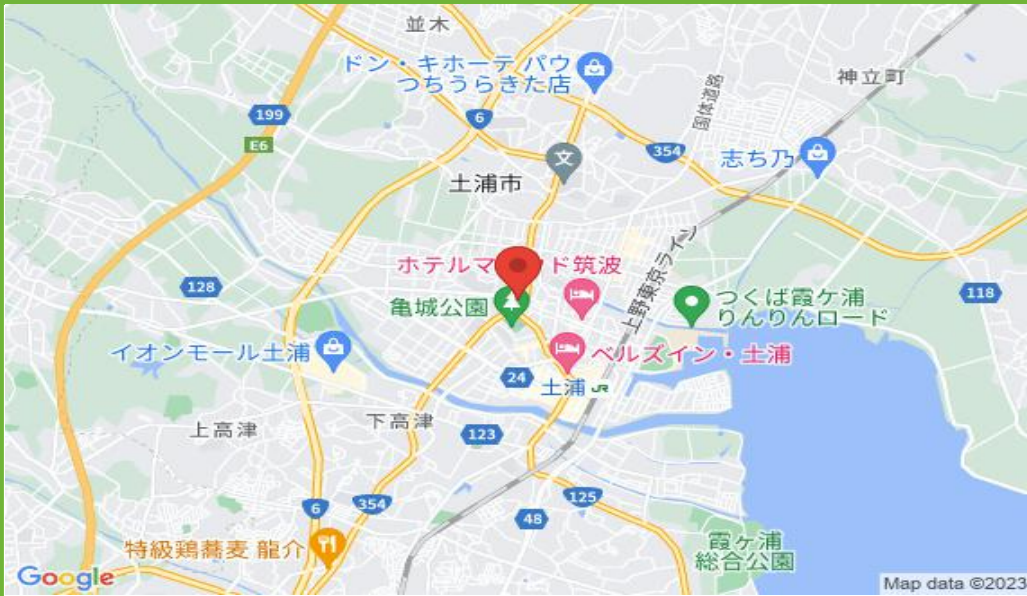 並木
ドン・キホーテ パウ
つちうらきた店
神立町
199
6
国体道路
E6
354
志ち乃
文
土浦市
上野東京ライン
ホテルマ
ド筑波
128
118
亀城公園
つくば霞ケ浦
りんりんロード
イオンモール土浦
ベルズイン・土浦
24
土浦 JR
下高津
上高津
123
6
354
125
48
特級鶏蕎麦 龍介
霞ケ浦
総合公園
Google
Map data ©2023